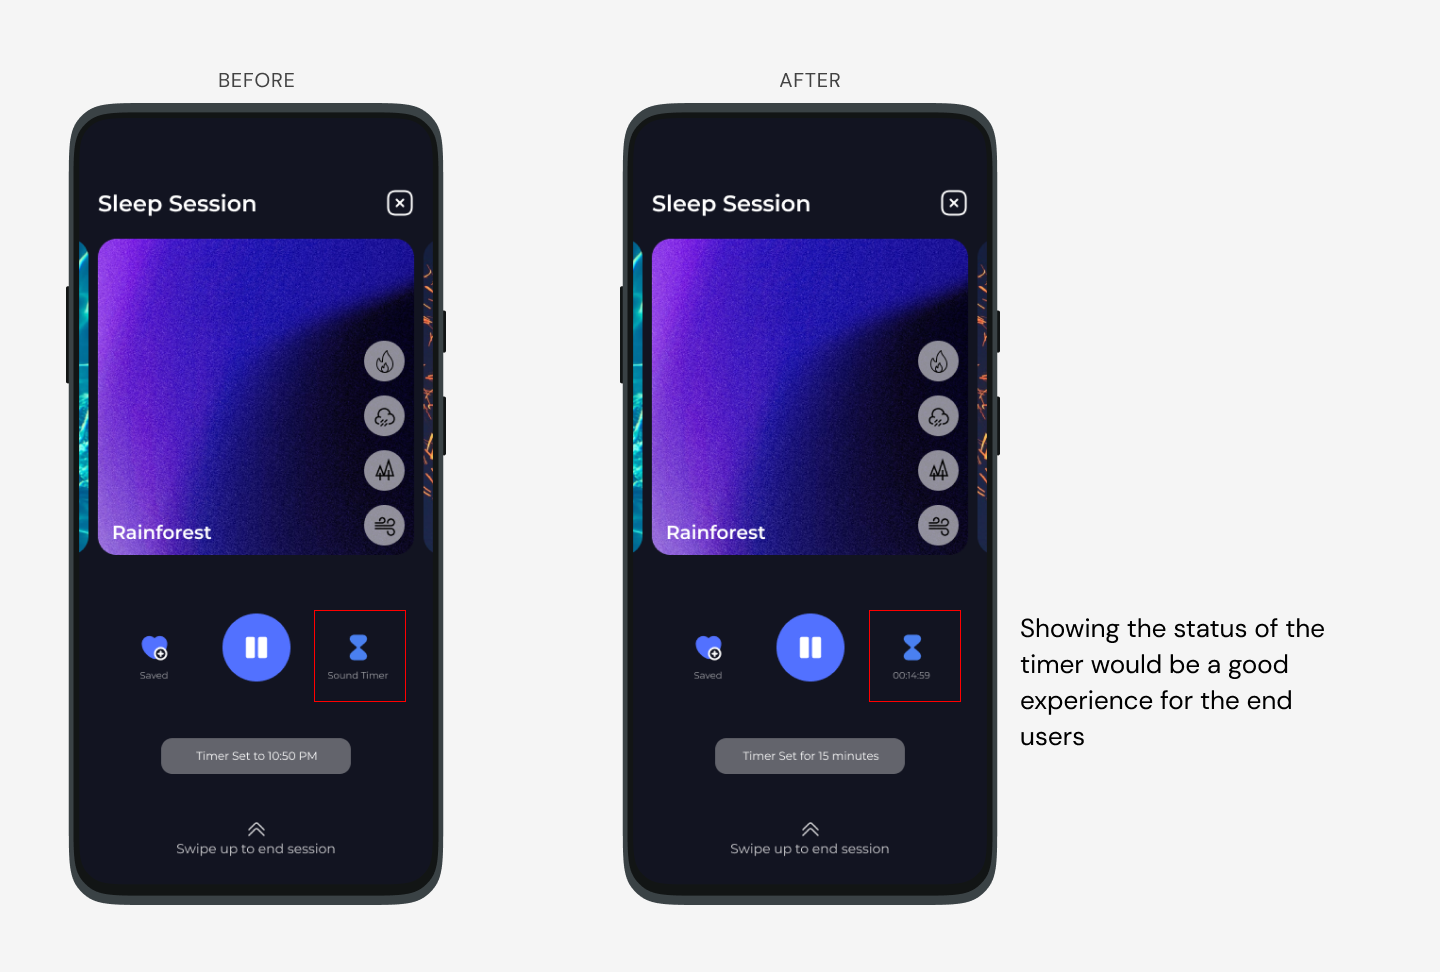 BEFORE
Sleep Session
Rainforest
Saved
Sound Timer
Timer Set to 10:50 PM
Swipe up to end session
AFTER
Sleep Session
Rainforest
Saved
00:14:59
Timer Set for 15 minutes
Swipe up to end session
Showing the status of the
timer would be a good
experience for the end
users